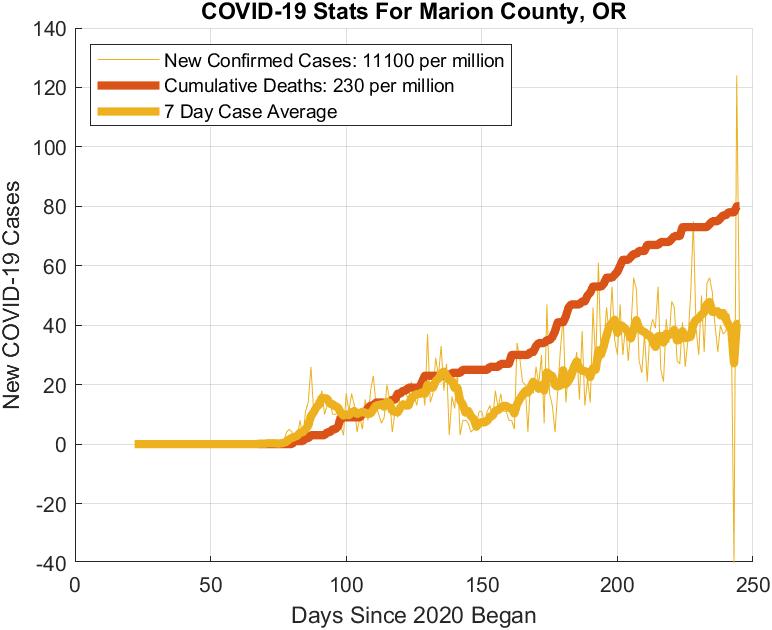 COVID-19 Stats For Marion County, OR
New Confirmed Cases: 11100 per million
Cumulative Deaths: 230 per million
7 Day Case Average
New COVID-19 Cases
140
120
100
80
60
40
20
0
-20
-40
0 50 100 150 200 250
Days Since 2020 Began